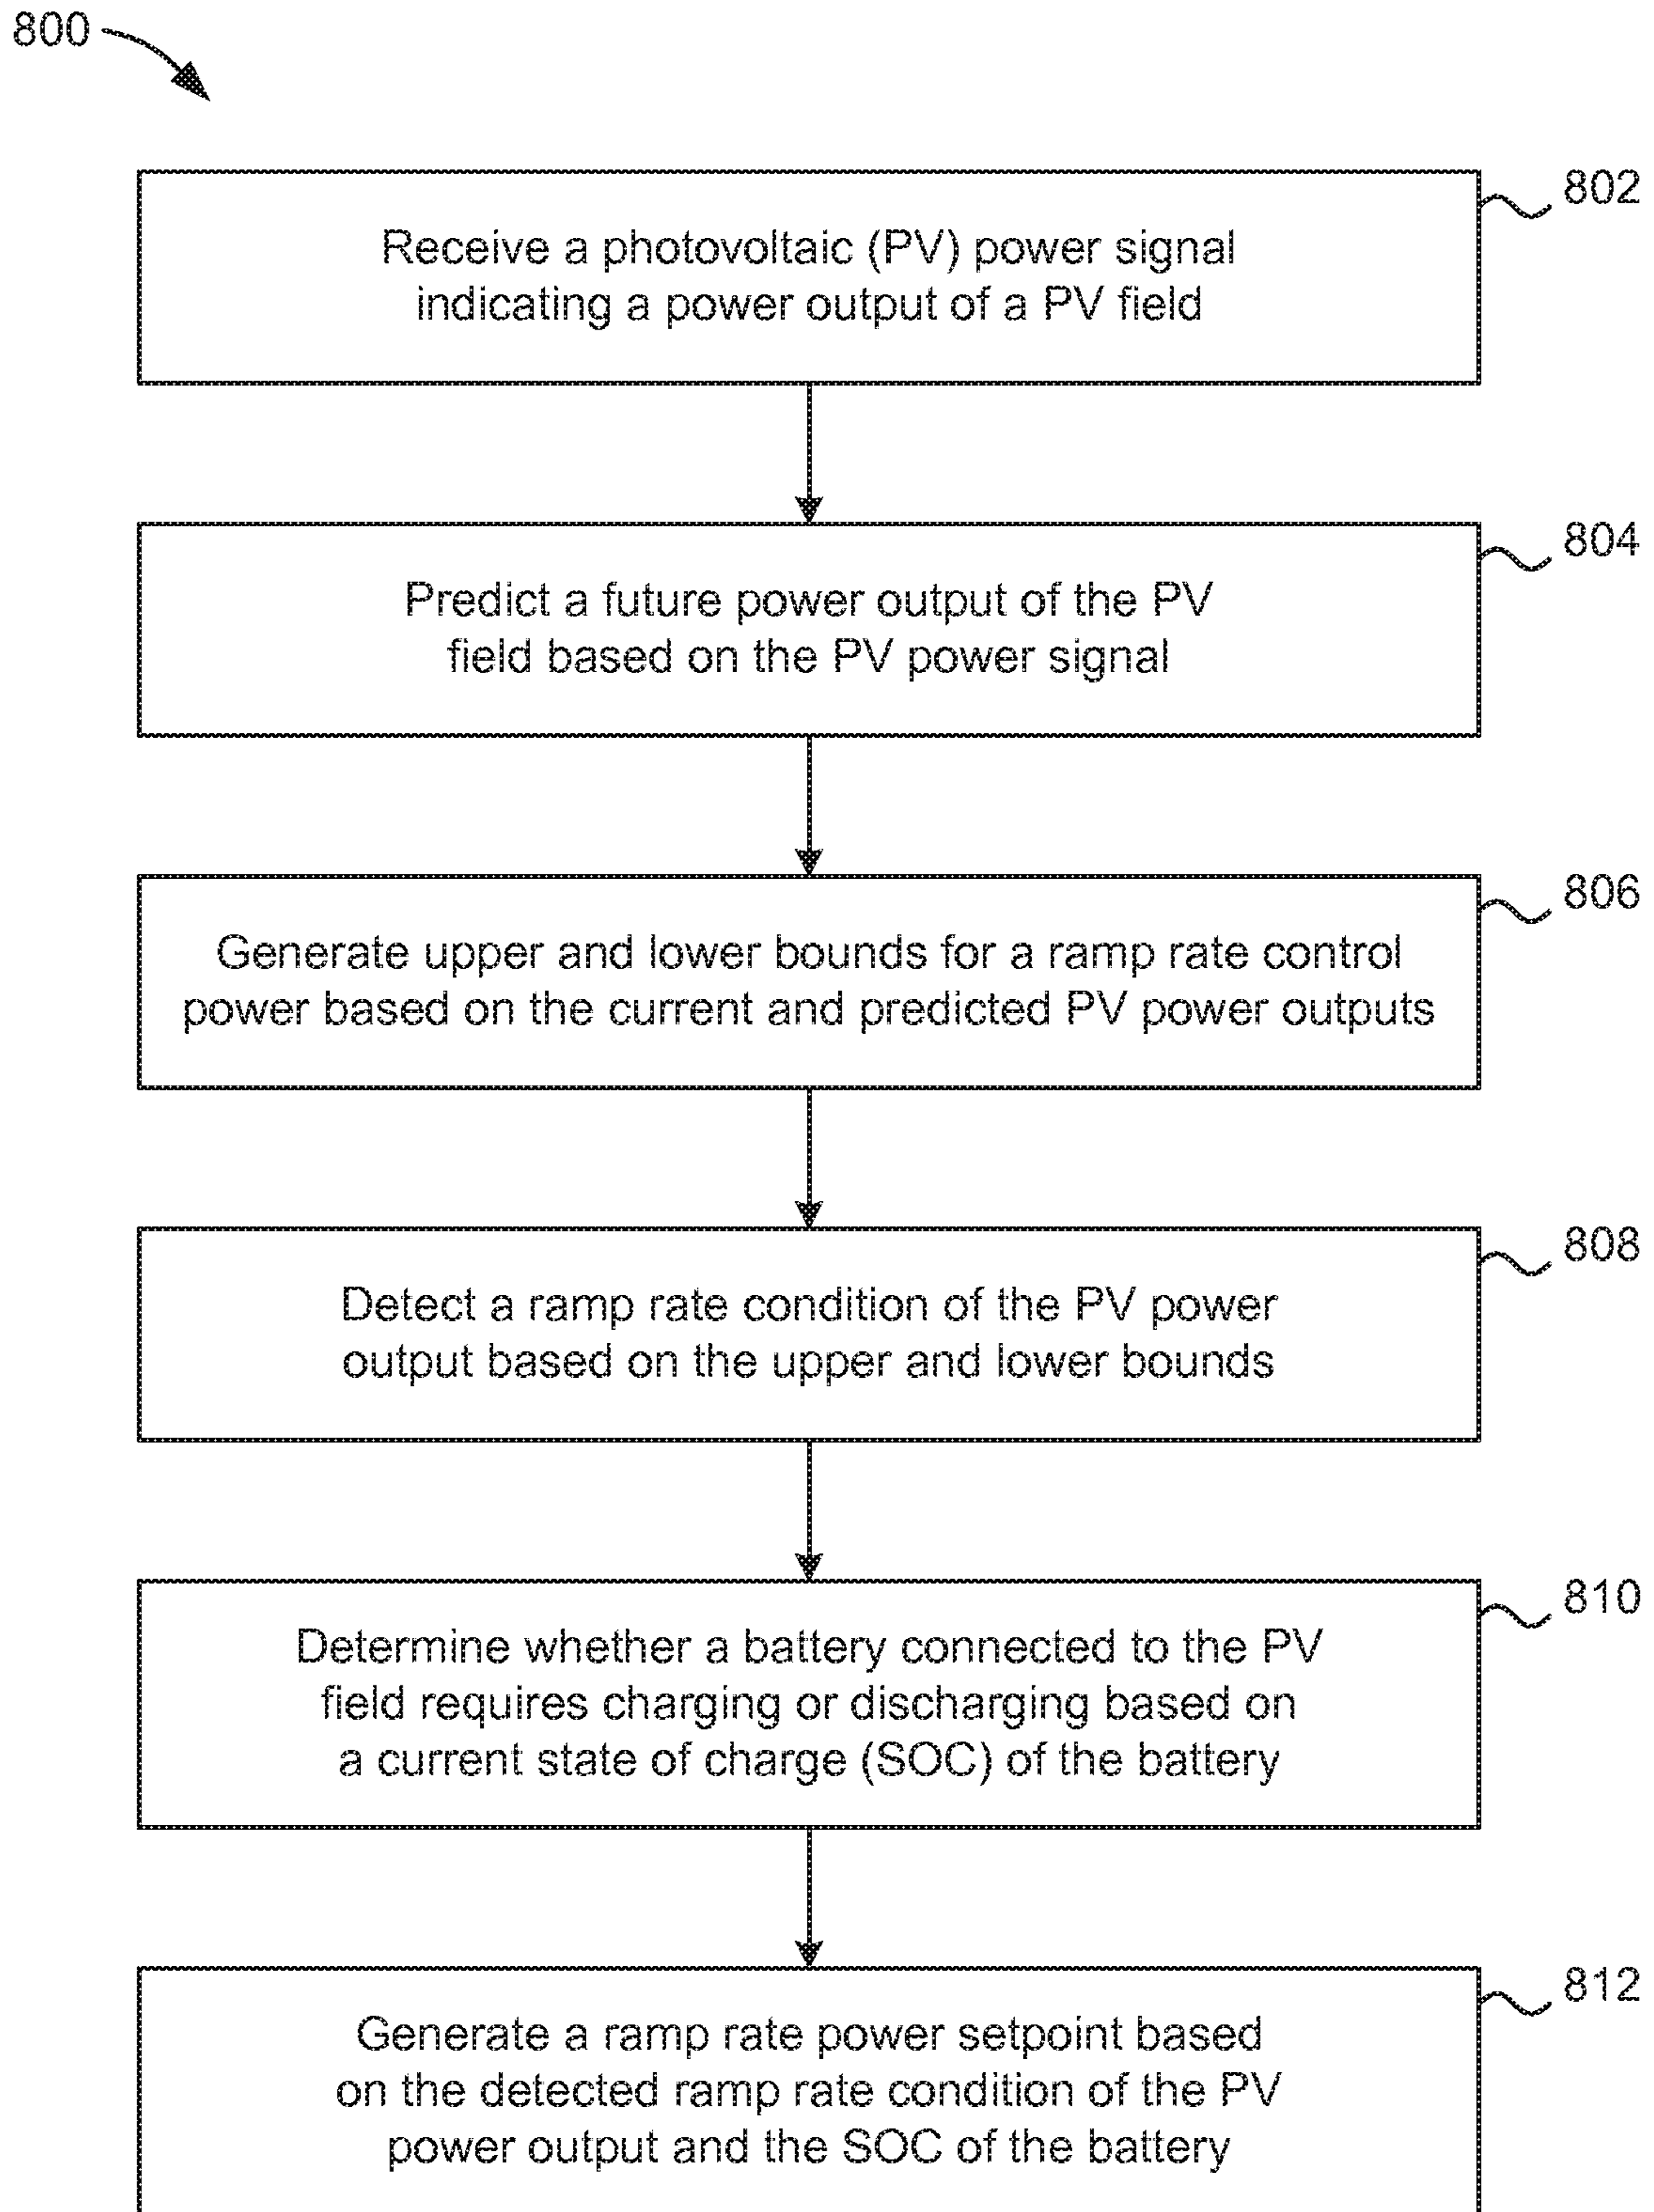 800
802
Receive a photovoltaic (PV) power signal
indicating a power output of a PV field
804
Predict a future power output of the PV
field based on the PV power signal
806
Generate upper and lower bounds for a ramp rate control
power based on the current and predicted PV power outputs
808
Detect a ramp rate condition of the PV power
output based on the upper and lower bounds
810
Determine whether a battery connected to the PV
field requires charging or discharging based on
a current state of charge (SOC) of the battery
812
Generate a ramp rate power setpoint based
on the detected ramp rate condition of the PV
power output and the SOC of the battery